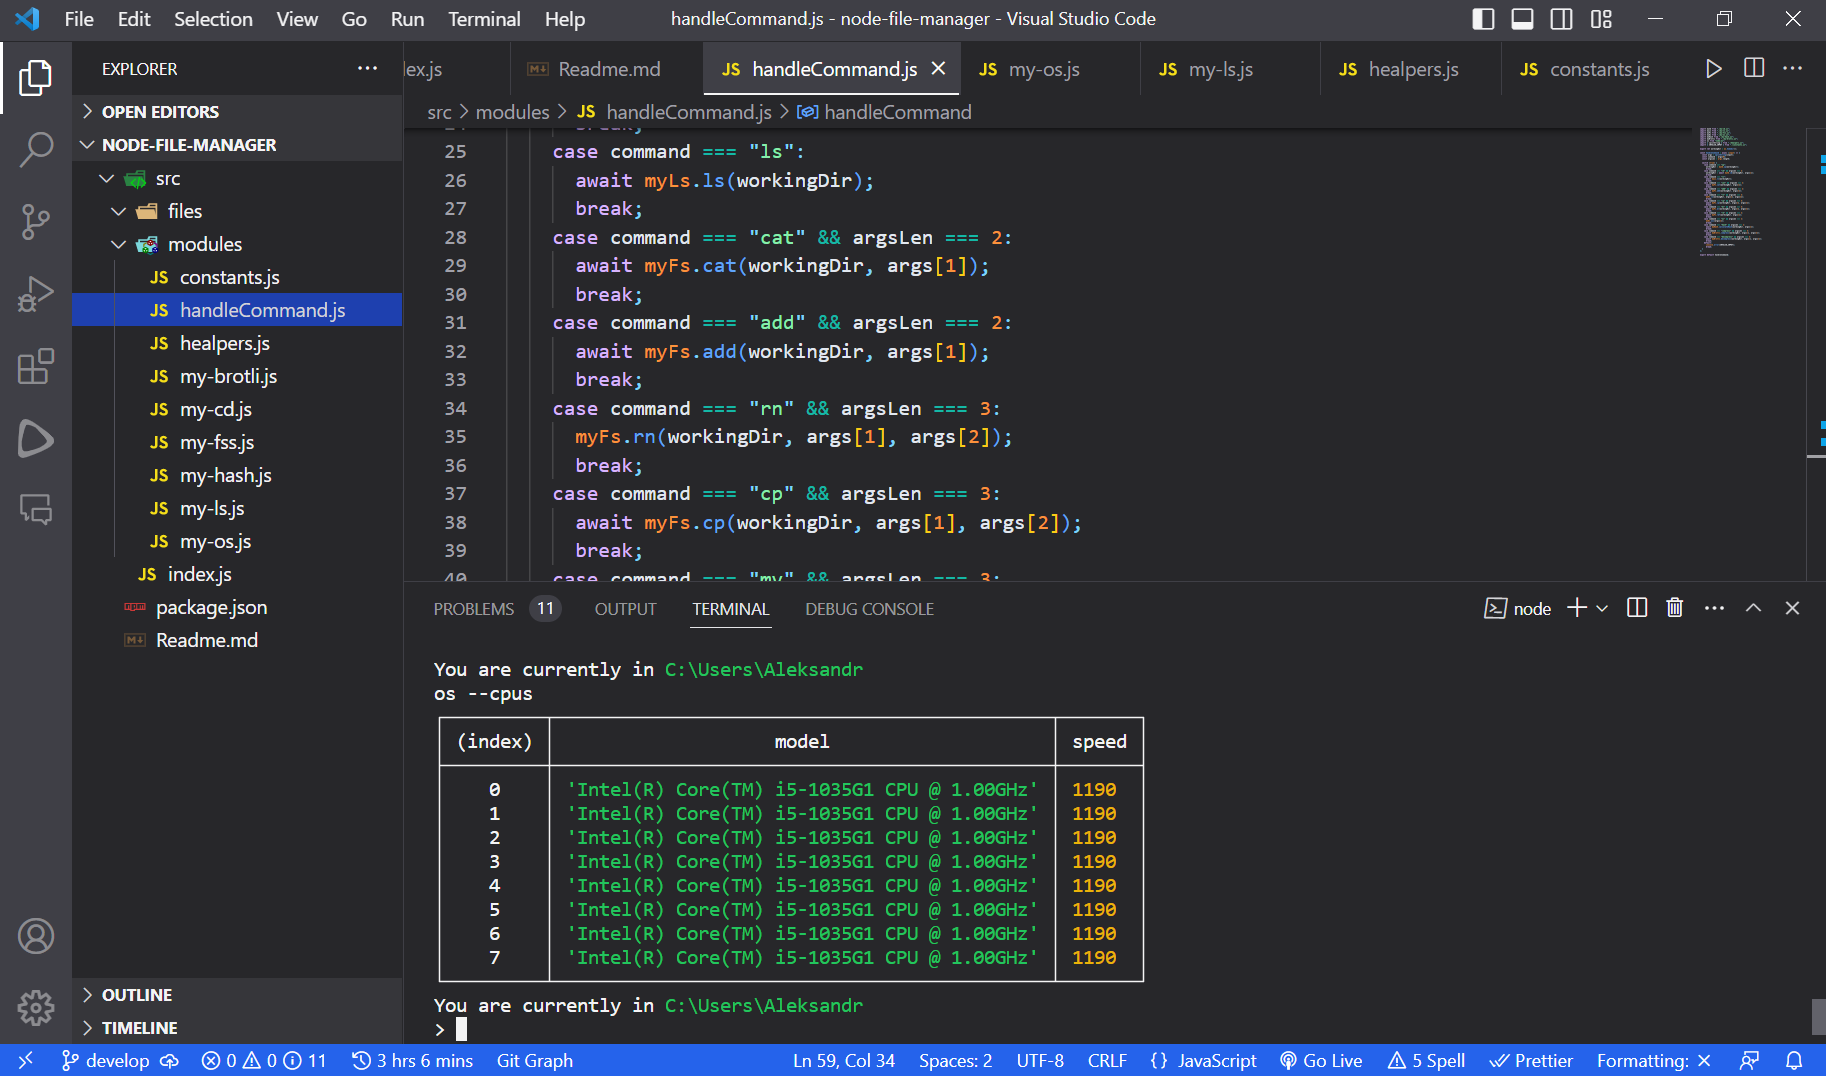 File Edit Selection View Go Run Terminal Help
handleCommand.js - node-file-manager - Visual Studio Code
EXPLORER
OPEN EDITORS
NODE-FILE-MANAGER
src
files
modules
JS constants.js
JS handleCommand.js
JS healpers.js
JS my-brotli.js
JS my-cd.js
JS my-fss.js
JS my-hash.js
JS my-ls.js
JS my-os.js
JS index.js
package.json
Readme.md
OUTLINE
TIMELINE
ex.js Readme.md JS handleCommand.js JS my-os.js JS my-ls.js JS healpers.js JS constants.js
src > modules > JS handleCommand.js > handleCommand
24 break;
25 case command === "ls":
26 await myLs.ls(workingDir);
27 break;
28 case command === "cat" && argsLen === 2:
29 await myFs.cat(workingDir, args[1]);
30 break;
31 case command === "add" && argsLen === 2:
32 await myFs.add(workingDir, args[1]);
33 break;
34 case command === "rn" && argsLen === 3:
35 myFs.rn(workingDir, args[1], args[2]);
36 break;
37 case command === "cp" && argsLen === 3:
38 await myFs.cp(workingDir, args[1], args[2]);
39 break;
40 case command === "mv" && argsLen === 3:
PROBLEMS 11 OUTPUT TERMINAL DEBUG CONSOLE node
You are currently in C:\Users\Aleksandr
os --cpus
(index) model speed
0 'Intel(R) Core(TM) i5-1035G1 CPU @ 1.00GHz' 1190
1 'Intel(R) Core(TM) i5-1035G1 CPU @ 1.00GHz' 1190
2 'Intel(R) Core(TM) i5-1035G1 CPU @ 1.00GHz' 1190
3 'Intel(R) Core(TM) i5-1035G1 CPU @ 1.00GHz' 1190
4 'Intel(R) Core(TM) i5-1035G1 CPU @ 1.00GHz' 1190
5 'Intel(R) Core(TM) i5-1035G1 CPU @ 1.00GHz' 1190
6 'Intel(R) Core(TM) i5-1035G1 CPU @ 1.00GHz' 1190
7 'Intel(R) Core(TM) i5-1035G1 CPU @ 1.00GHz' 1190
You are currently in C:\Users\Aleksandr
>
develop 0 0 11 3 hrs 6 mins Git Graph Ln 59, Col 34 Spaces: 2 UTF-8 CRLF {} JavaScript Go Live 5 Spell Prettier Formatting: ×